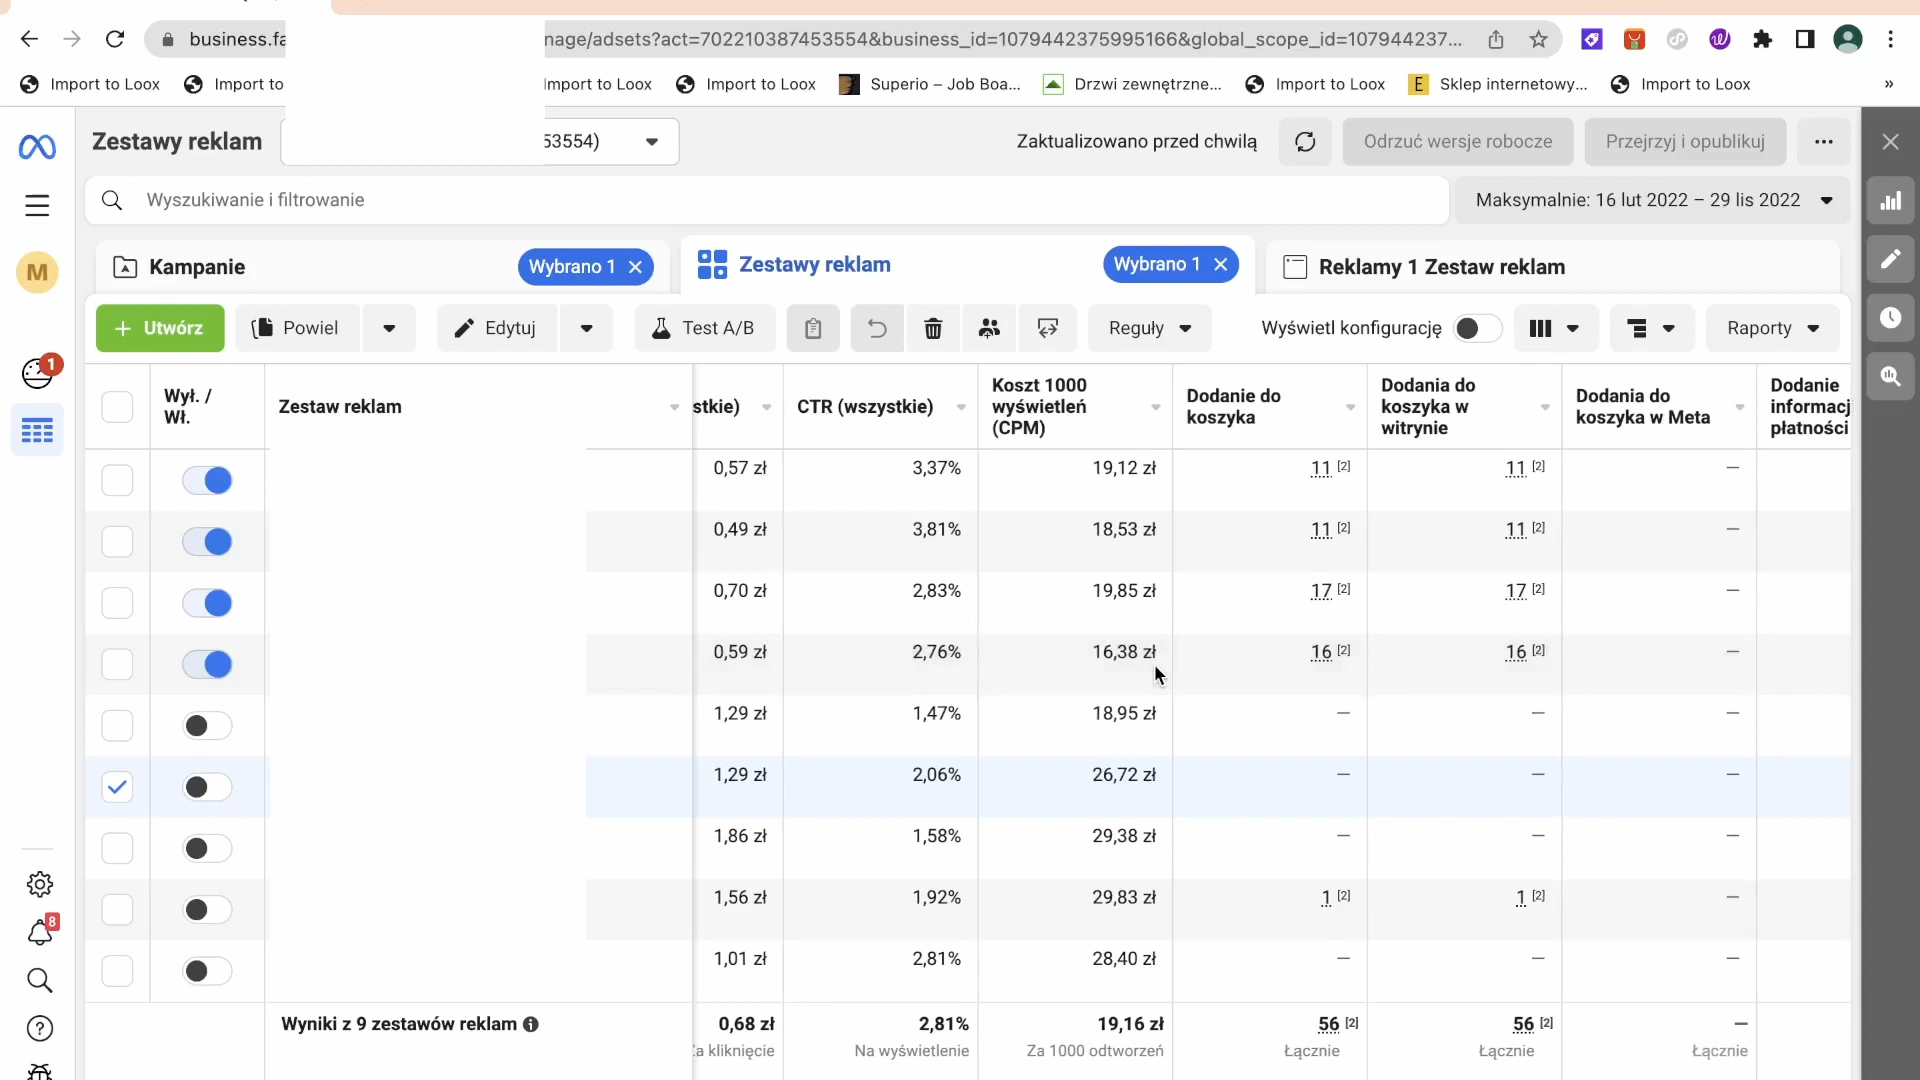 business.fa
nage/adsets?act=702210387453554&business_id=1079442375995166&global_scope_id=107944237...
Import to Loox
Import to
Import to Loox
Import to Loox
Superio – Job Boa...
Drzwi zewnętrzne...
Import to Loox
E
Sklep internetowy...
Import to Loox
»
Zestawy reklam
53554)
Zaktualizowano przed chwilą
Odrzuć wersje robocze
Przejrzyj i opublikuj
Wyszukiwanie i filtrowanie
Maksymalnie: 16 lut 2022 – 29 lis 2022
M
Kampanie
Wybrano 1
Zestawy reklam
Wybrano 1
Reklamy 1 Zestaw reklam
+ Utwórz
Powiel
Edytuj
Test A/B
Reguły
Wyświetl konfigurację
Raporty
1
Wył. /
Wł.
Zestaw reklam
stkie)
CTR (wszystkie)
Koszt 1000
wyświetleń
(CPM)
Dodanie do
koszyka
Dodania do
koszyka w
witrynie
Dodania do
koszyka w Meta
Dodanie
informacj
płatności
0,57 zł 3,37% 19,12 zł 11 [2] 11 [2] —
0,49 zł 3,81% 18,53 zł 11 [2] 11 [2] —
0,70 zł 2,83% 19,85 zł 17 [2] 17 [2] —
0,59 zł 2,76% 16,38 zł 16 [2] 16 [2] —
1,29 zł 1,47% 18,95 zł — — —
1,29 zł 2,06% 26,72 zł — — —
1,86 zł 1,58% 29,38 zł — — —
1,56 zł 1,92% 29,83 zł 1 [2] 1 [2] —
1,01 zł 2,81% 28,40 zł — — —
8
Wyniki z 9 zestawów reklam
0,68 zł 2,81% 19,16 zł 56 [2] 56 [2] —
Za kliknięcie Na wyświetlenie Za 1000 odtworzeń Łącznie Łącznie Łącznie